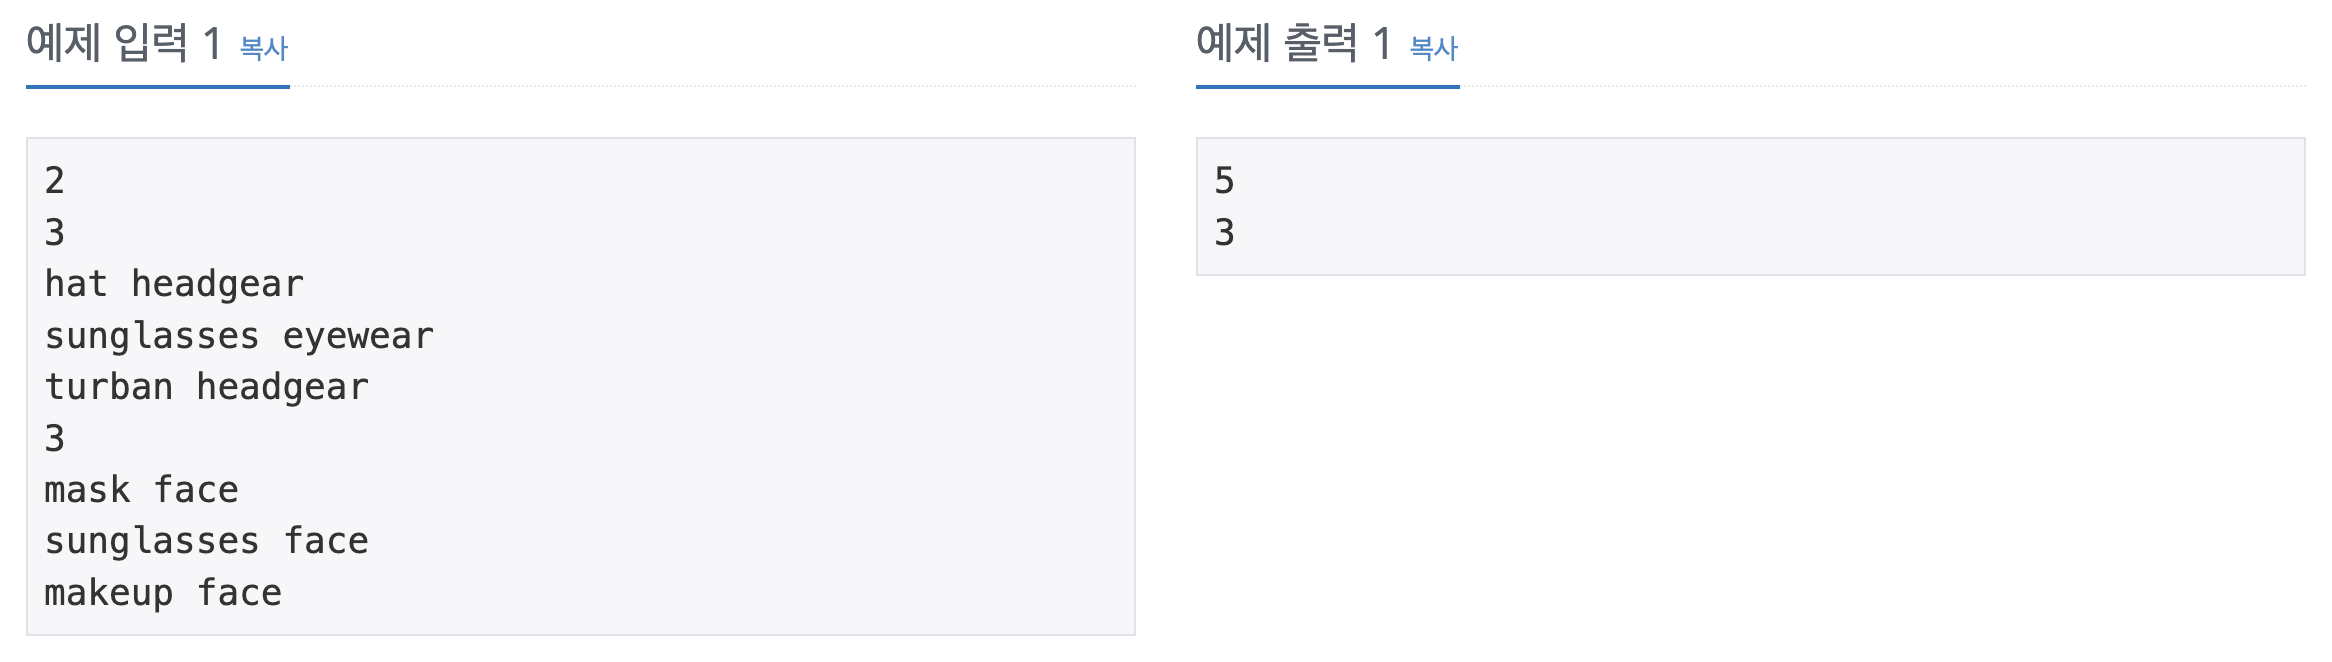 예제 입력 1 복사
2
3
hat headgear
sunglasses eyewear
turban headgear
3
mask face
sunglasses face
makeup face
예제 출력 1 복사
5
3